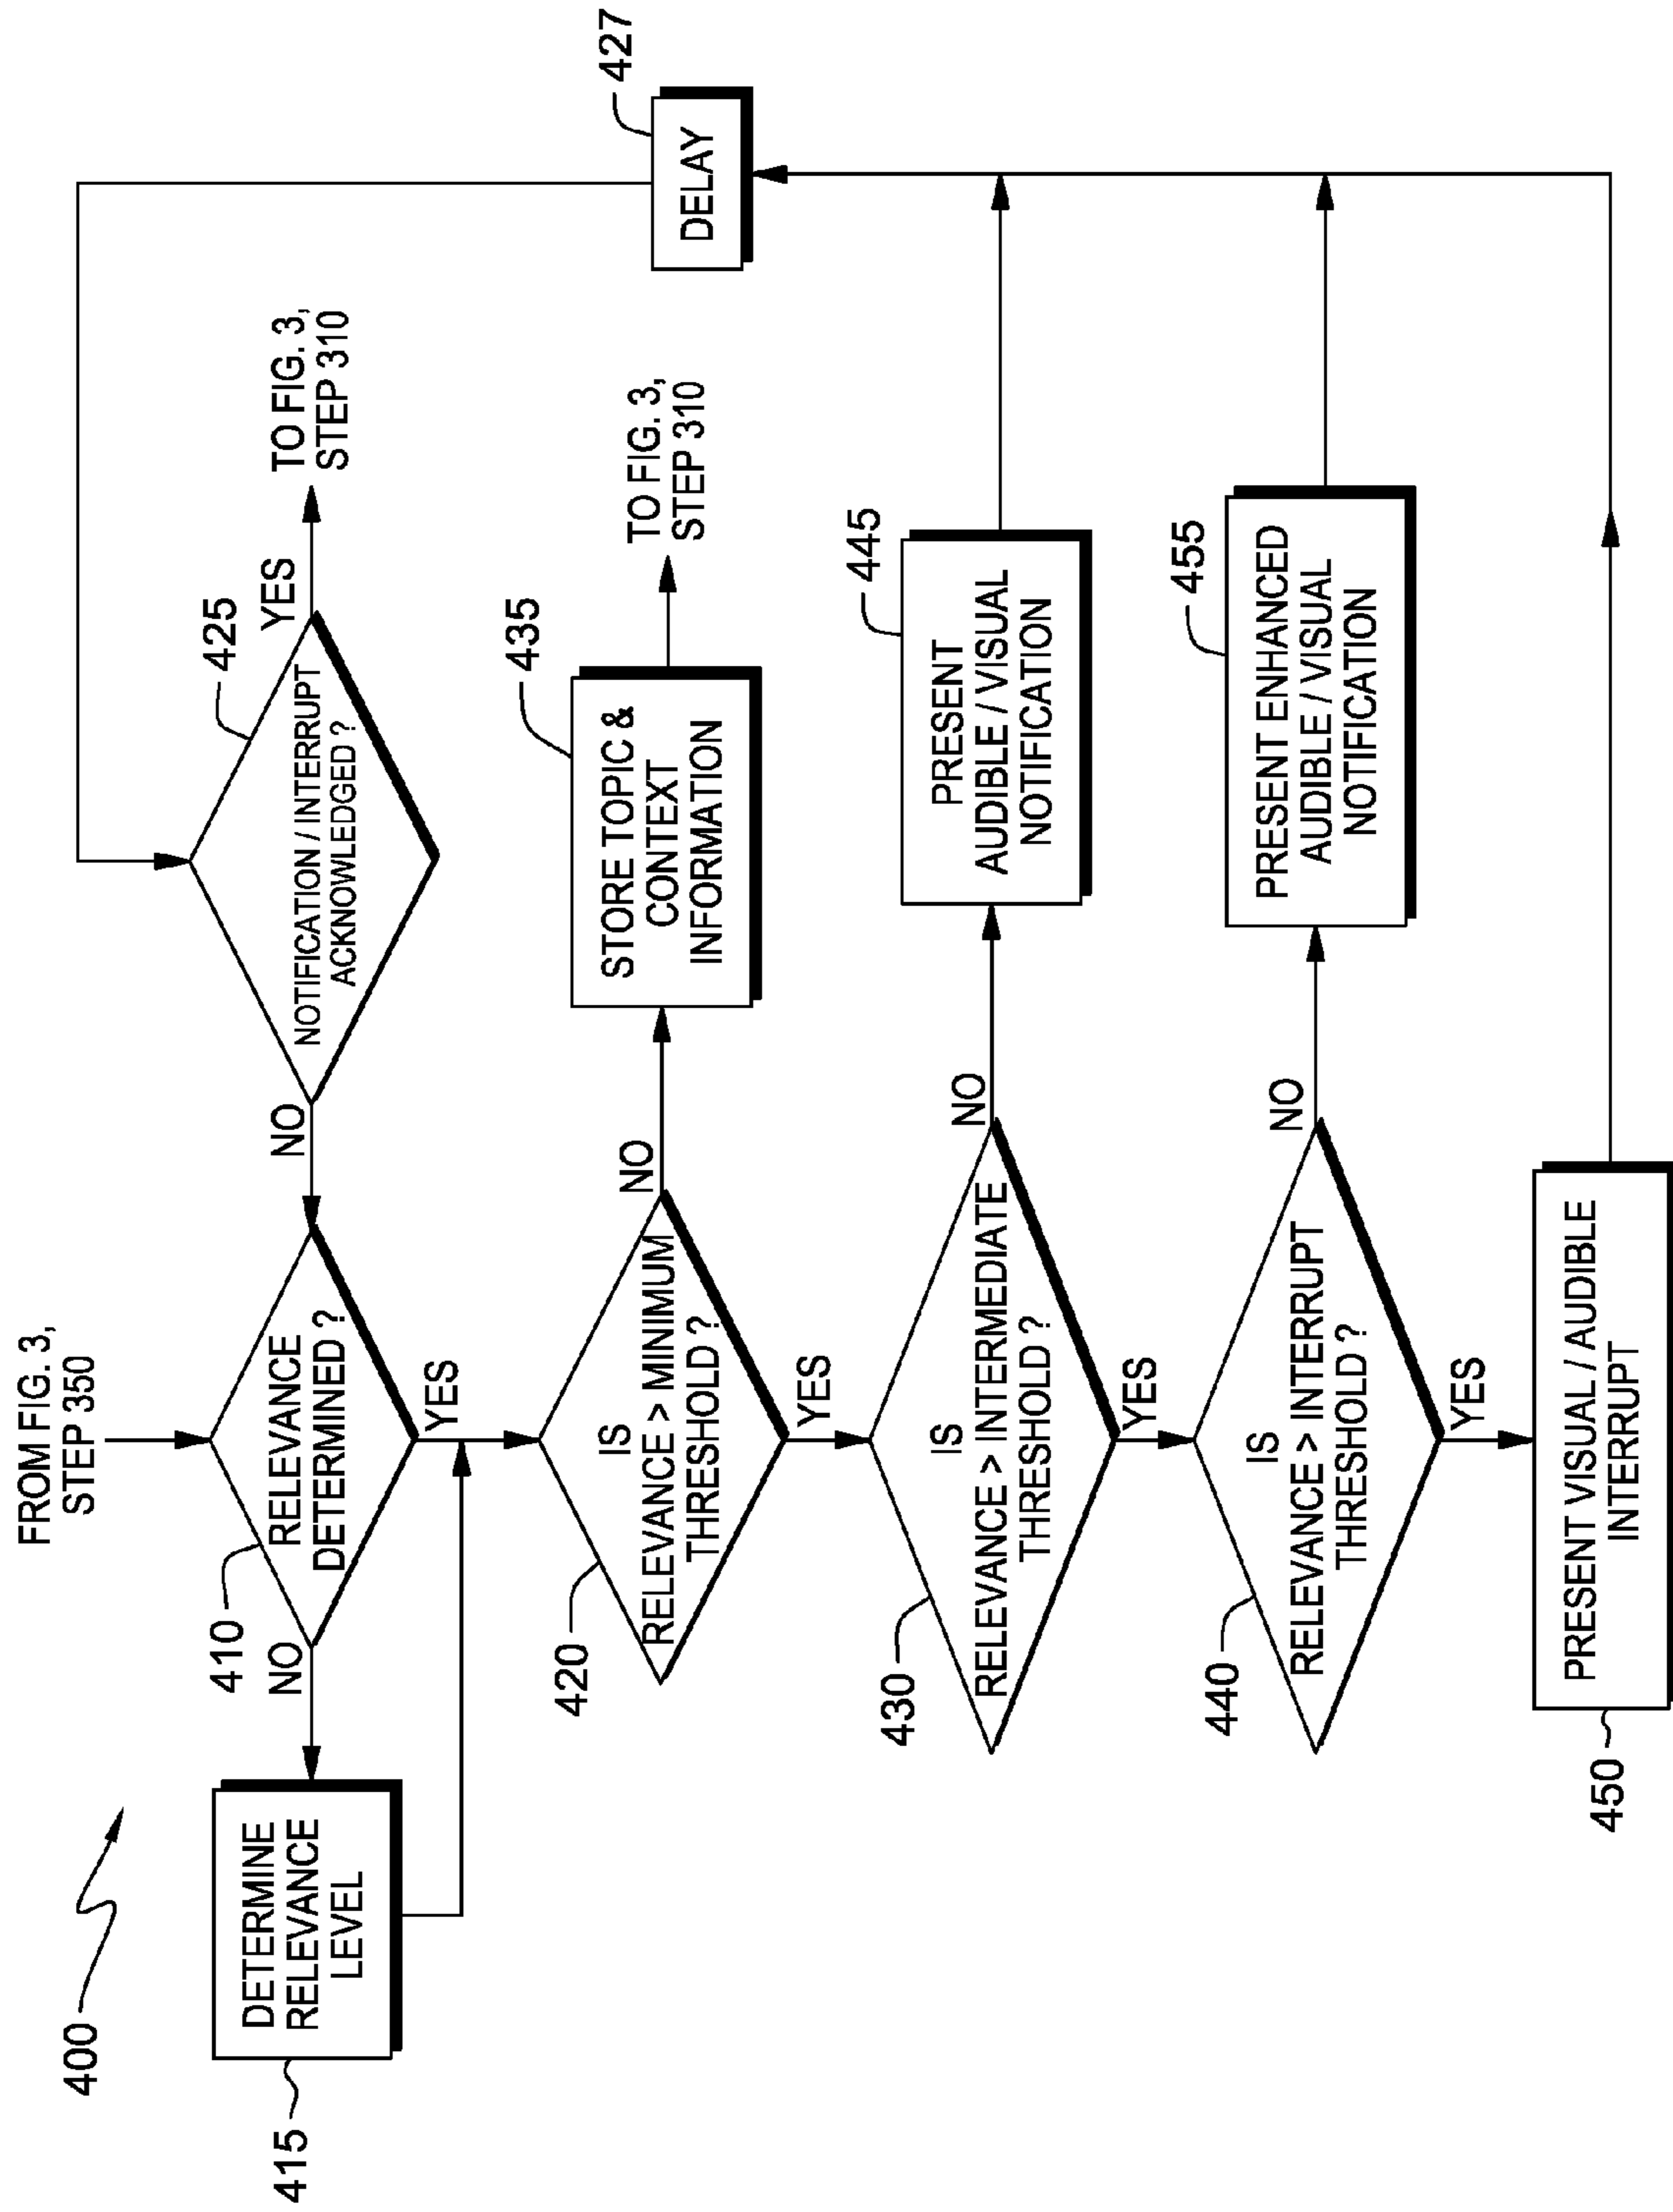 400
FROM FIG. 3,
STEP 350
410
RELEVANCE
DETERMINED ?
NO
YES
415
DETERMINE
RELEVANCE
LEVEL
NO
425
NOTIFICATION / INTERRUPT
ACKNOWLEDGED ?
YES
TO FIG. 3,
STEP 310
427
DELAY
420
IS
RELEVANCE > MINIMUM
THRESHOLD ?
NO
YES
435
STORE TOPIC &
CONTEXT
INFORMATION
TO FIG. 3,
STEP 310
430
IS
RELEVANCE > INTERMEDIATE
THRESHOLD ?
NO
YES
445
PRESENT
AUDIBLE / VISUAL
NOTIFICATION
440
IS
RELEVANCE > INTERRUPT
THRESHOLD ?
NO
YES
455
PRESENT ENHANCED
AUDIBLE / VISUAL
NOTIFICATION
450
PRESENT VISUAL / AUDIBLE
INTERRUPT